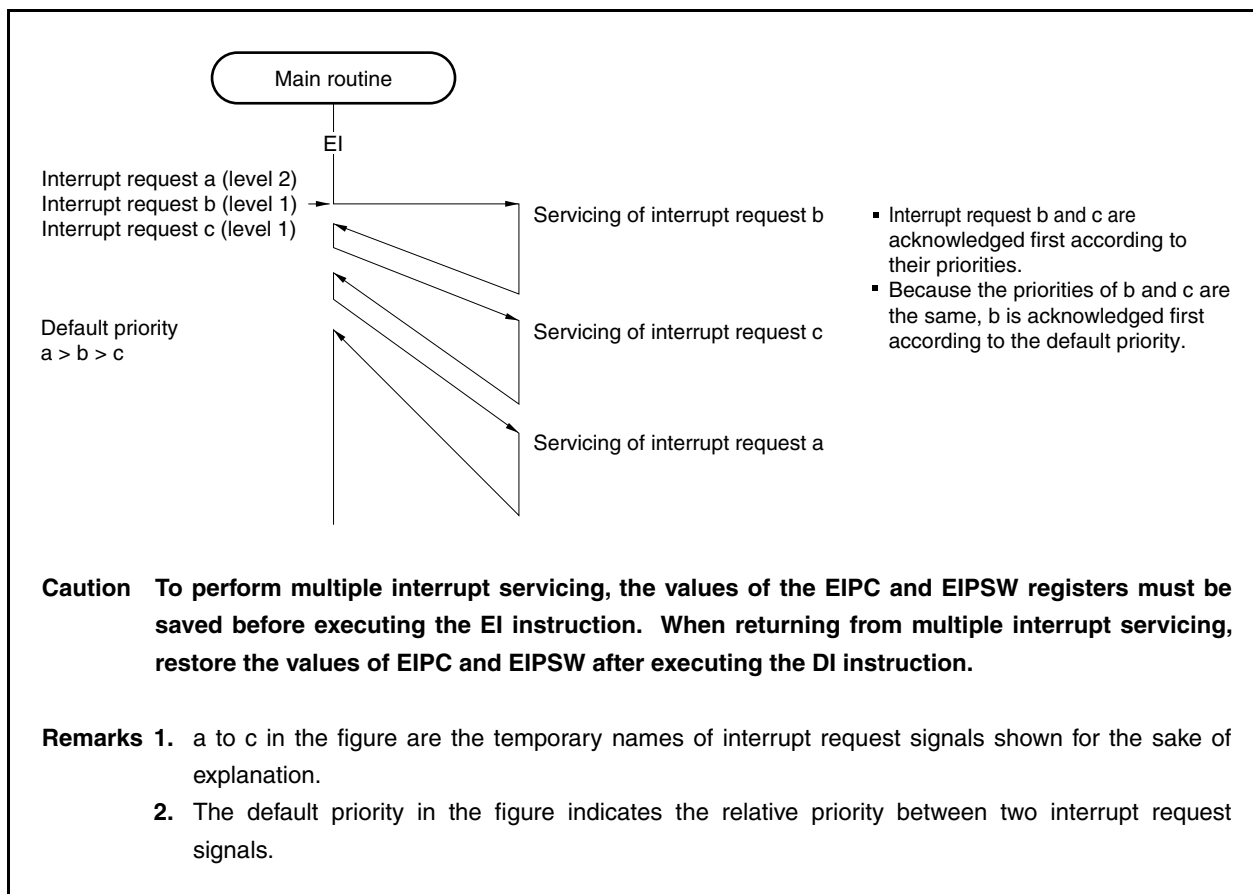 Main routine
EI
Interrupt request a (level 2)
Interrupt request b (level 1)
Interrupt request c (level 1)
Servicing of interrupt request b
▪ Interrupt request b and c are
acknowledged first according to
their priorities.
▪ Because the priorities of b and c are
the same, b is acknowledged first
according to the default priority.
Default priority
a > b > c
Servicing of interrupt request c
Servicing of interrupt request a
Caution To perform multiple interrupt servicing, the values of the EIPC and EIPSW registers must be
saved before executing the EI instruction. When returning from multiple interrupt servicing,
restore the values of EIPC and EIPSW after executing the DI instruction.
Remarks 1. a to c in the figure are the temporary names of interrupt request signals shown for the sake of
explanation.
2. The default priority in the figure indicates the relative priority between two interrupt request
signals.